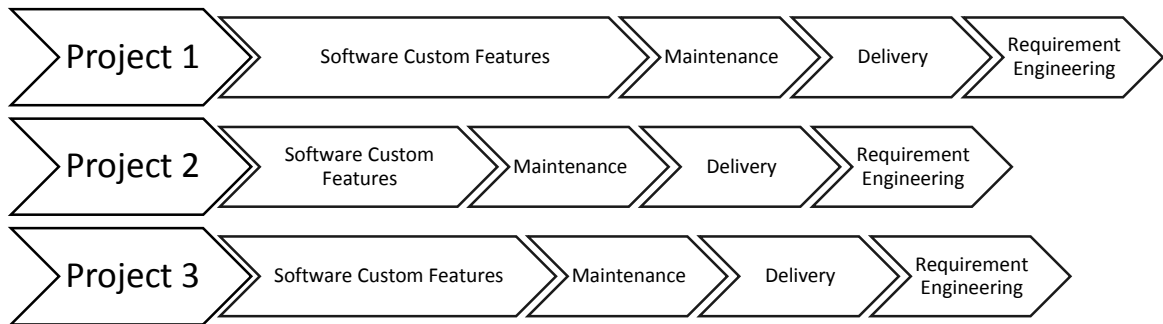 Project 1
Software Custom Features
Maintenance
Delivery
Requirement
Engineering
Project 2
Software Custom
Features
Maintenance
Delivery
Requirement
Engineering
Project 3
Software Custom Features
Maintenance
Delivery
Requirement
Engineering